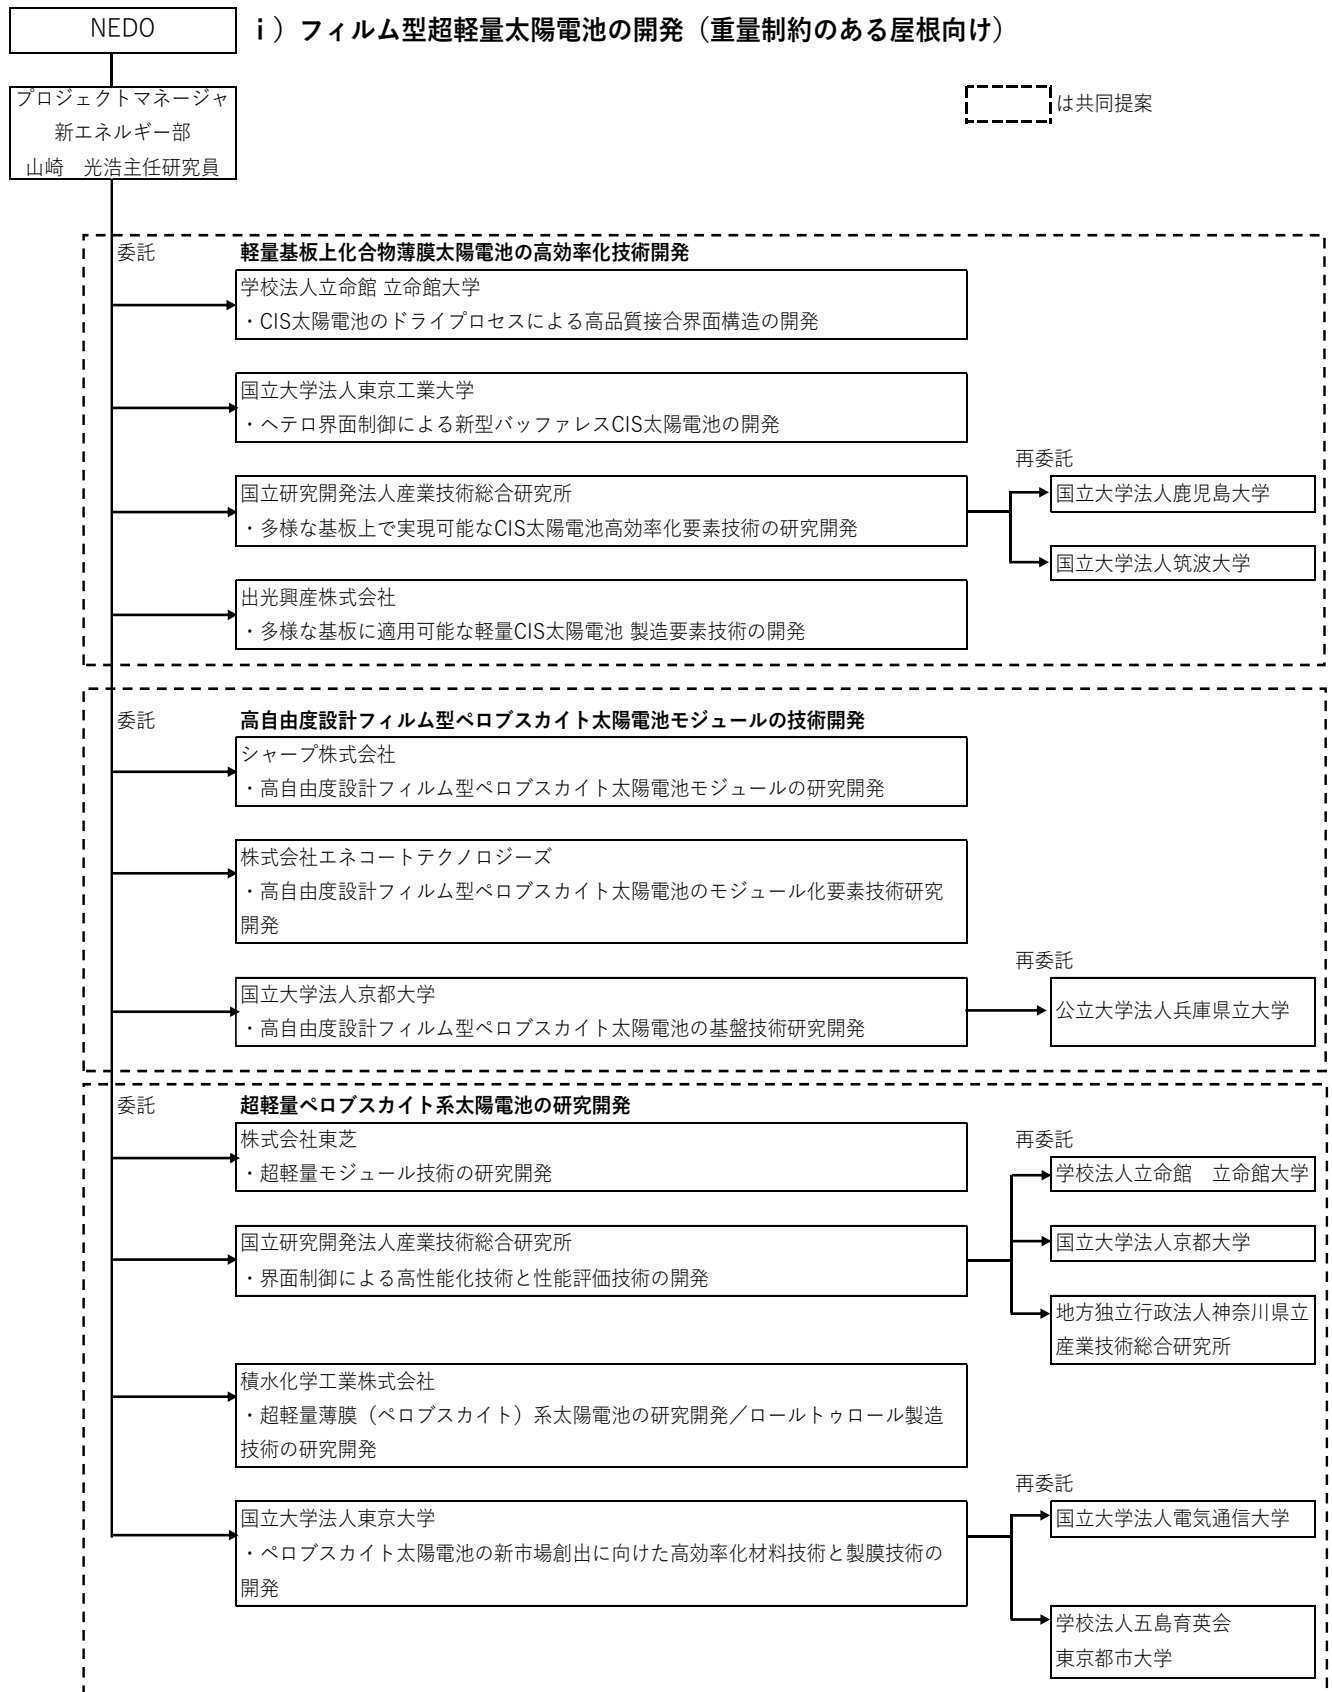 NEDO
ⅰ）フィルム型超軽量太陽電池の開発（重量制約のある屋根向け）
プロジェクトマネージャ
新エネルギー部
山崎　光浩主任研究員
は共同提案
委託
軽量基板上化合物薄膜太陽電池の高効率化技術開発
学校法人立命館 立命館大学
・CIS太陽電池のドライプロセスによる高品質接合界面構造の開発
国立大学法人東京工業大学
・ヘテロ界面制御による新型バッファレスCIS太陽電池の開発
再委託
国立研究開発法人産業技術総合研究所
・多様な基板上で実現可能なCIS太陽電池高効率化要素技術の研究開発
国立大学法人鹿児島大学
国立大学法人筑波大学
出光興産株式会社
・多様な基板に適用可能な軽量CIS太陽電池 製造要素技術の開発
委託
高自由度設計フィルム型ペロブスカイト太陽電池モジュールの技術開発
シャープ株式会社
・高自由度設計フィルム型ペロブスカイト太陽電池モジュールの研究開発
株式会社エネコートテクノロジーズ
・高自由度設計フィルム型ペロブスカイト太陽電池のモジュール化要素技術研究
開発
再委託
国立大学法人京都大学
・高自由度設計フィルム型ペロブスカイト太陽電池の基盤技術研究開発
公立大学法人兵庫県立大学
委託
超軽量ペロブスカイト系太陽電池の研究開発
株式会社東芝
・超軽量モジュール技術の研究開発
再委託
学校法人立命館　立命館大学
国立研究開発法人産業技術総合研究所
・界面制御による高性能化技術と性能評価技術の開発
国立大学法人京都大学
地方独立行政法人神奈川県立
産業技術総合研究所
積水化学工業株式会社
・超軽量薄膜（ペロブスカイト）系太陽電池の研究開発／ロールトゥロール製造
技術の研究開発
再委託
国立大学法人東京大学
・ペロブスカイト太陽電池の新市場創出に向けた高効率化材料技術と製膜技術の
開発
国立大学法人電気通信大学
学校法人五島育英会
東京都市大学